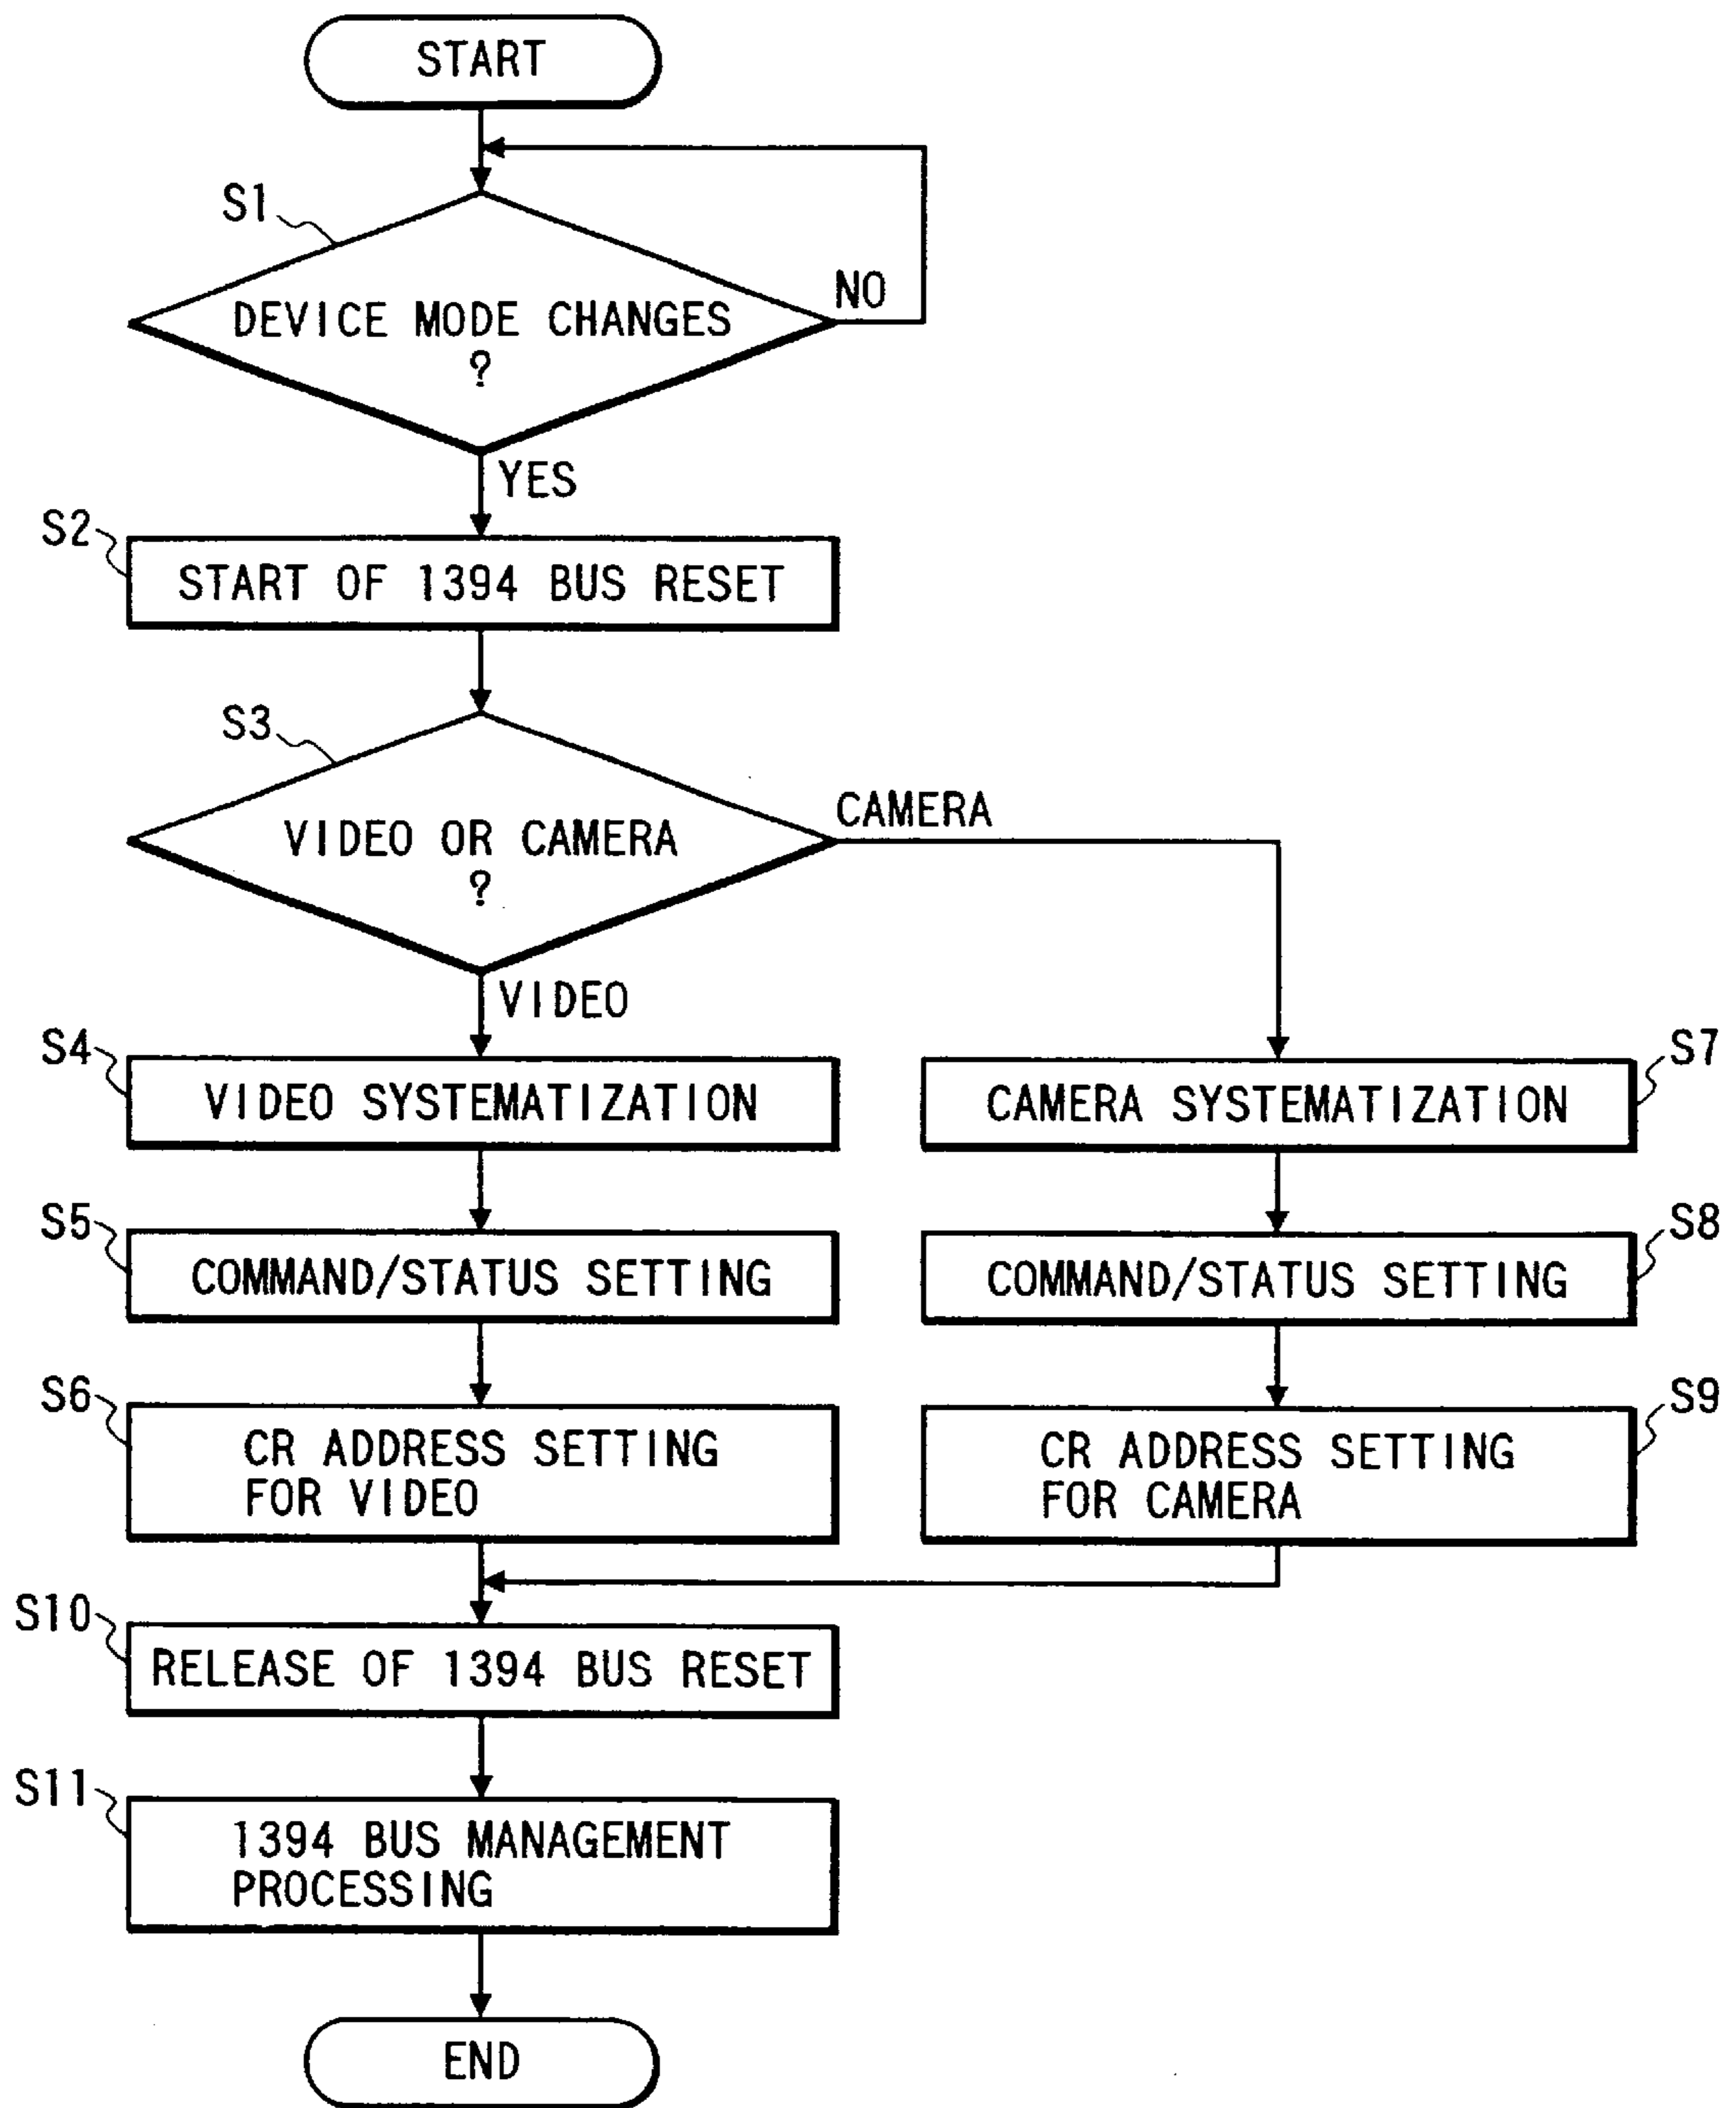 START
S1
NO
DEVICE MODE CHANGES
?
YES
S2
START OF 1394 BUS RESET
S3
CAMERA
VIDEO OR CAMERA
?
VIDEO
S4
VIDEO SYSTEMATIZATION
S7
CAMERA SYSTEMATIZATION
S5
COMMAND/STATUS SETTING
S8
COMMAND/STATUS SETTING
S6
CR ADDRESS SETTING
FOR VIDEO
S9
CR ADDRESS SETTING
FOR CAMERA
S10
RELEASE OF 1394 BUS RESET
S11
1394 BUS MANAGEMENT
PROCESSING
END